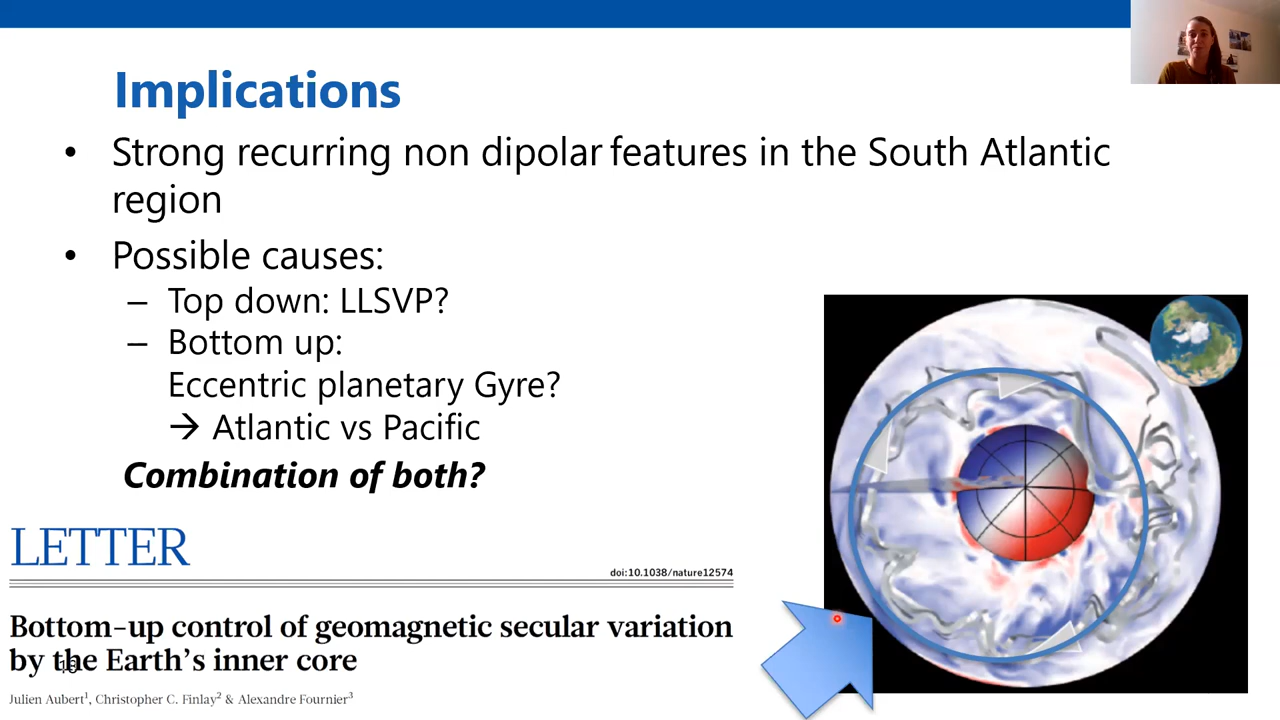 Implications
• Strong recurring non dipolar features in the South Atlantic
region
• Possible causes:
– Top down: LLSVP?
– Bottom up:
Eccentric planetary Gyre?
→ Atlantic vs Pacific
Combination of both?
LETTER
doi:10.1038/nature12574
Bottom-up control of geomagnetic secular variation
by the Earth's inner core
Julien Aubert¹, Christopher C. Finlay² & Alexandre Fournier³